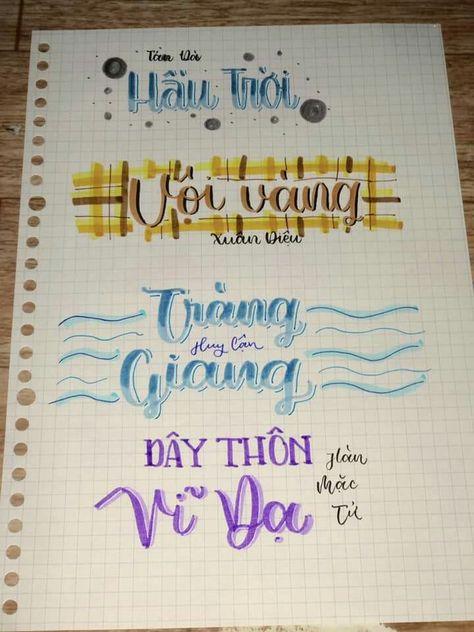 Tản Đà
Hầu Trời
Vội vàng
Xuân Diệu
Tràng
Huy Cận
Giang
ĐÂY THÔN
Vĩ Dạ
Hàn
Mặc
Tử